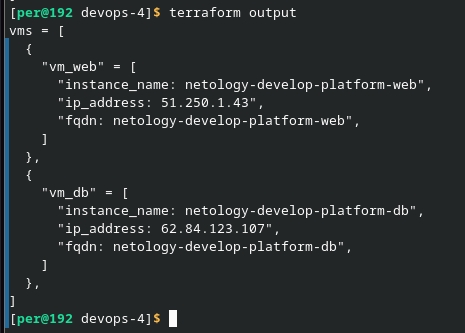 [per@192 devops-4]$ terraform output
vms = [
  {
    "vm_web" = [
      "instance_name: netology-develop-platform-web",
      "ip_address: 51.250.1.43",
      "fqdn: netology-develop-platform-web",
    ]
  },
  {
    "vm_db" = [
      "instance_name: netology-develop-platform-db",
      "ip_address: 62.84.123.107",
      "fqdn: netology-develop-platform-db",
    ]
  },
]
[per@192 devops-4]$